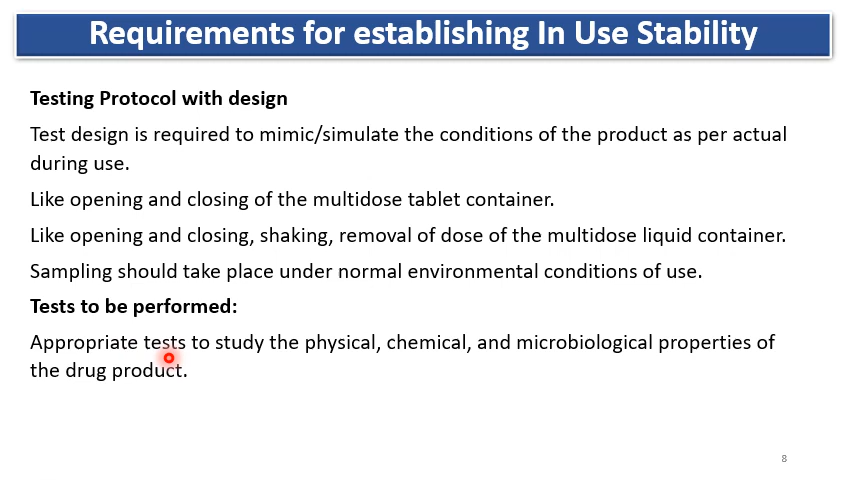 Requirements for establishing In Use Stability
Testing Protocol with design
Test design is required to mimic/simulate the conditions of the product as per actual
during use.
Like opening and closing of the multidose tablet container.
Like opening and closing, shaking, removal of dose of the multidose liquid container.
Sampling should take place under normal environmental conditions of use.
Tests to be performed:
Appropriate tests to study the physical, chemical, and microbiological properties of
the drug product.
8